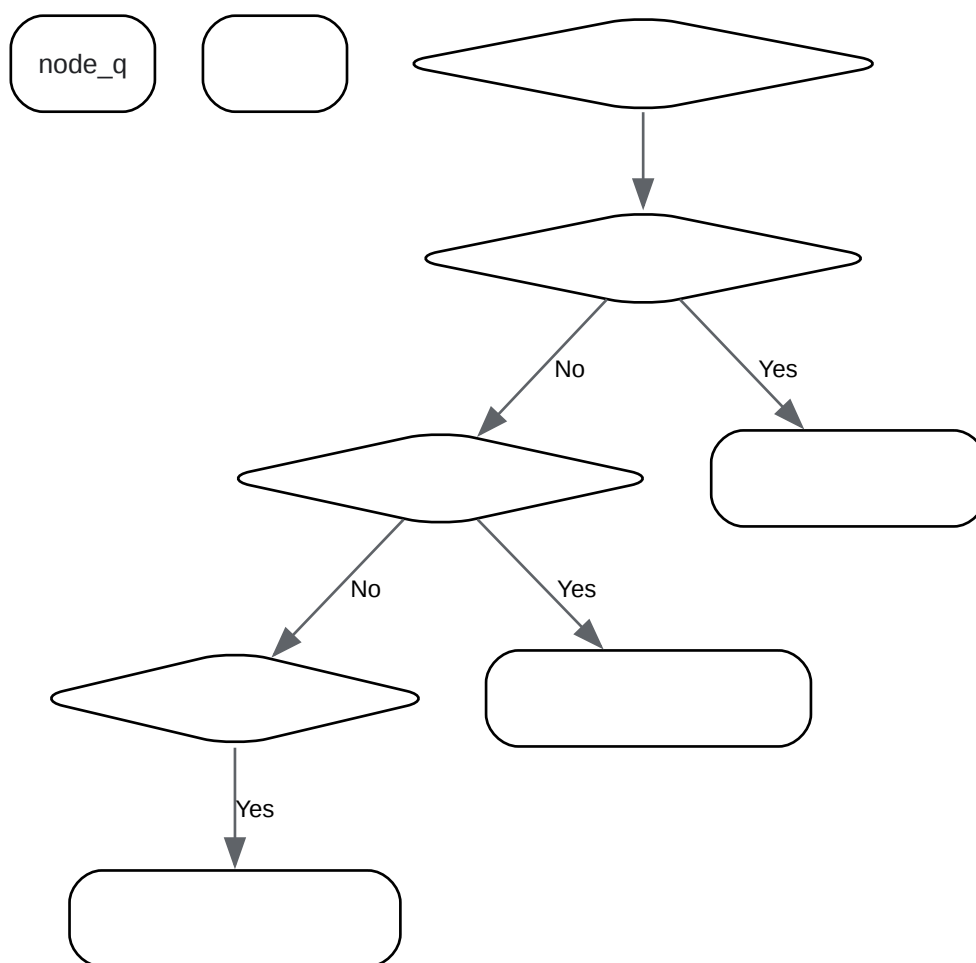 node_q
No
Yes
No
Yes
Yes